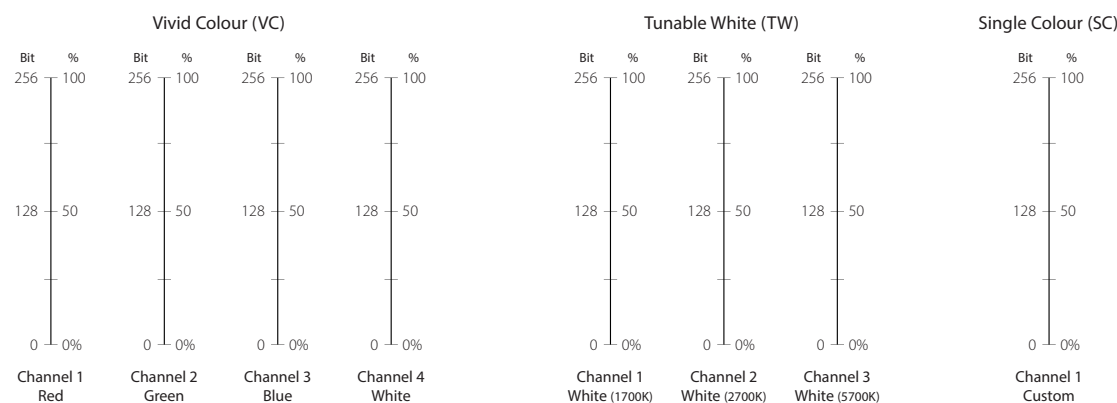 Vivid Colour (VC)
Tunable White (TW)
Single Colour (SC)
Bit % Bit % Bit % Bit % Bit % Bit % Bit % Bit %
256 100 256 100 256 100 256 100 256 100 256 100 256 100 256 100
128 50 128 50 128 50 128 50 128 50 128 50 128 50 128 50
0 0% 0 0% 0 0% 0 0% 0 0% 0 0% 0 0% 0 0%
Channel 1 Channel 2 Channel 3 Channel 4 Channel 1 Channel 2 Channel 3 Channel 1
Red Green Blue White White (1700K) White (2700K) White (5700K) Custom